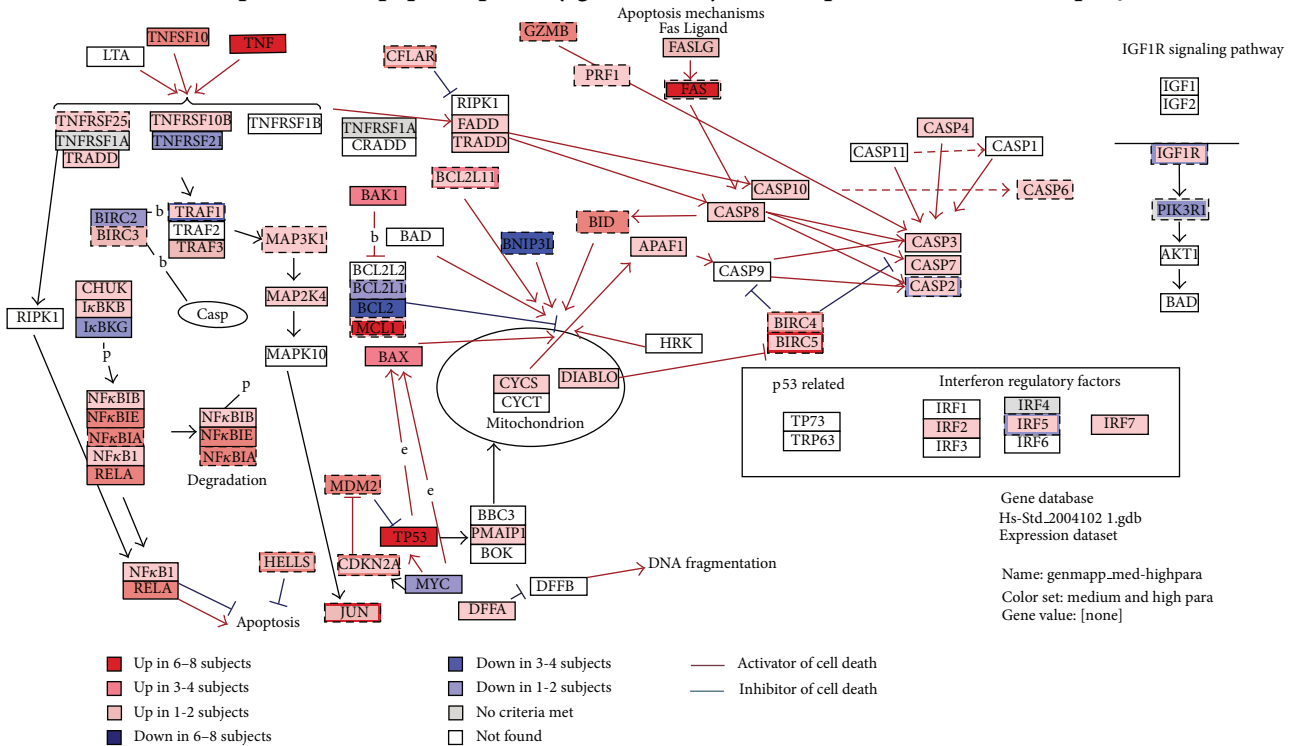 Apoptosis mechanisms
Fas Ligand
IGF1R signaling pathway
LTA
TNFSF10
TNF
CFLAR
GZMB
PRF1
FASLG
FAS
IGF1
IGF2
TNFRSF25
TNFRSF1A
TRADD
TNFRSF10B
TNFRSF21
TNFRSF1B
TNFRSF1A
CRADD
RIPK1
FADD
TRADD
CASP4
CASP11
CASP1
IGF1R
BCL2L11
BAK1
CASP10
CASP6
CASP8
PIK3R1
BIRC2
BIRC3
b
b
TRAF1
TRAF2
TRAF3
MAP3K1
b
BAD
BID
BNIP3L
APAF1
CASP9
CASP3
CASP7
CASP2
AKT1
BAD
BCL2L2
BCL2L1
BCL2
MCL1
CHUK
IκBKB
IκBKG
RIPK1
Casp
MAP2K4
MAPK10
BAX
HRK
BIRC4
BIRC5
p
p
CYCS
CYCT
DIABLO
Mitochondrion
NFκBIB
NFκBIE
NFκBIA
NFκB1
RELA
NFκBIB
NFκBIE
NFκBIA
Degradation
p53 related
TP73
TRP63
Interferon regulatory factors
IRF1
IRF2
IRF3
IRF4
IRF5
IRF6
IRF7
e
e
MDM2
TP53
BBC3
PMAIP1
BOK
CDKN2A
MYC
HELLS
NFκB1
RELA
Apoptosis
JUN
DFFA
DFFB
DNA fragmentation
Gene database
Hs-Std_2004102 1.gdb
Expression dataset
Name: genmapp_med-highpara
Color set: medium and high para
Gene value: [none]
Up in 6–8 subjects
Up in 3-4 subjects
Up in 1-2 subjects
Down in 6–8 subjects
Down in 3-4 subjects
Down in 1-2 subjects
No criteria met
Not found
Activator of cell death
Inhibitor of cell death